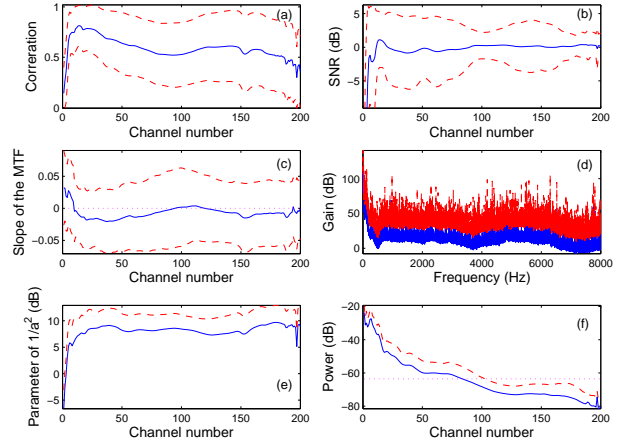 1
0.5
0
0 50 100 150 200
Correration
Channel number
(a)
5
0
−5
0 50 100 150 200
SNR (dB)
Channel number
(b)
0.05
0
−0.05
0 50 100 150 200
Slope of the MTF
Channel number
(c)
100
50
0
0 2000 4000 6000 8000
Gain (dB)
Frequency (Hz)
(d)
10
5
0
−5
0 50 100 150 200
Parameter of 1/a² (dB)
Channel number
(e)
−20
−40
−60
−80
0 50 100 150 200
Power (dB)
Channel number
(f)